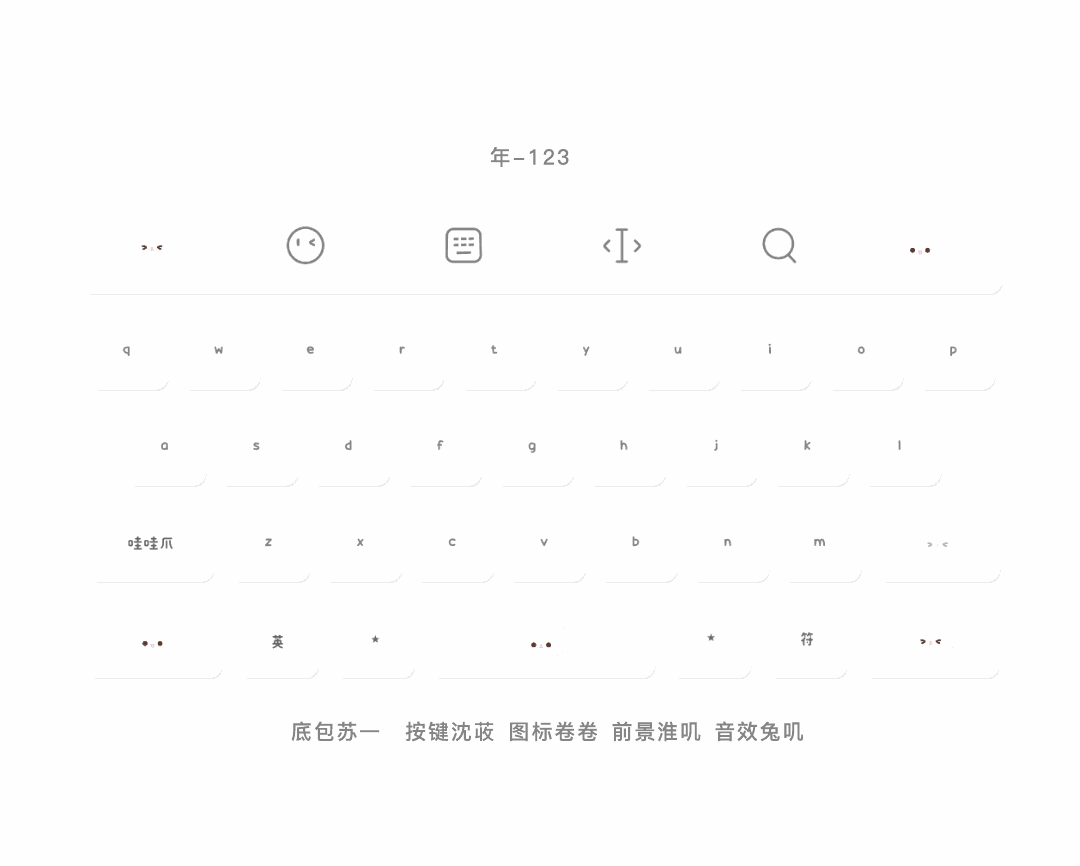 年-123
q w e r t y u i o p
a s d f g h j k l
哇哇爪 z x c v b n m
英 * * 符
底包苏一 按键沈荍 图标卷卷 前景淮叽 音效兔叽